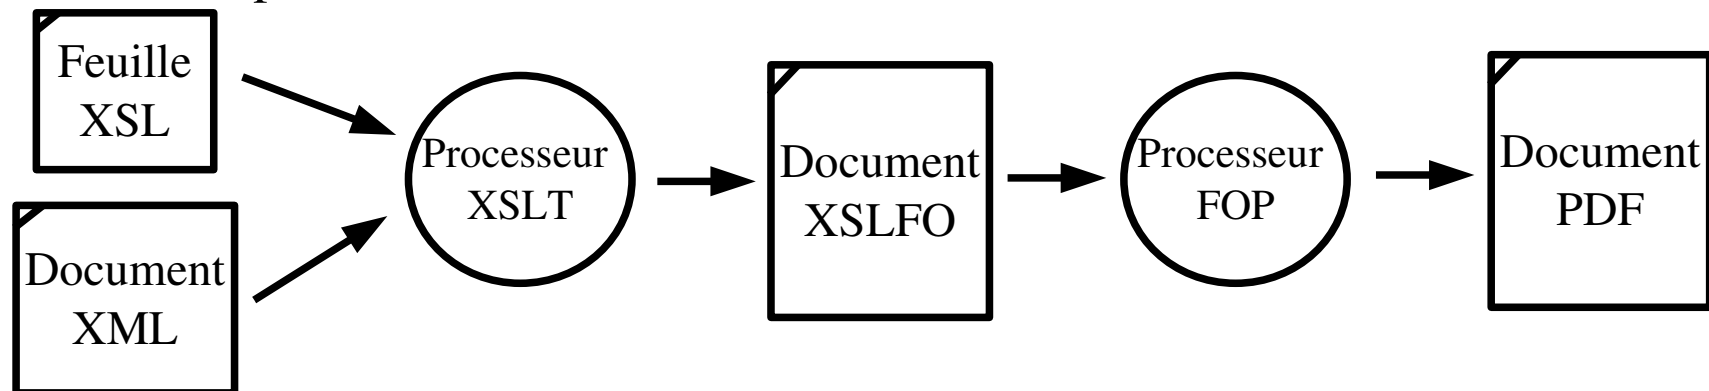 Feuille
XSL
Document
XML
Processeur
XSLT
Document
XSLFO
Processeur
FOP
Document
PDF